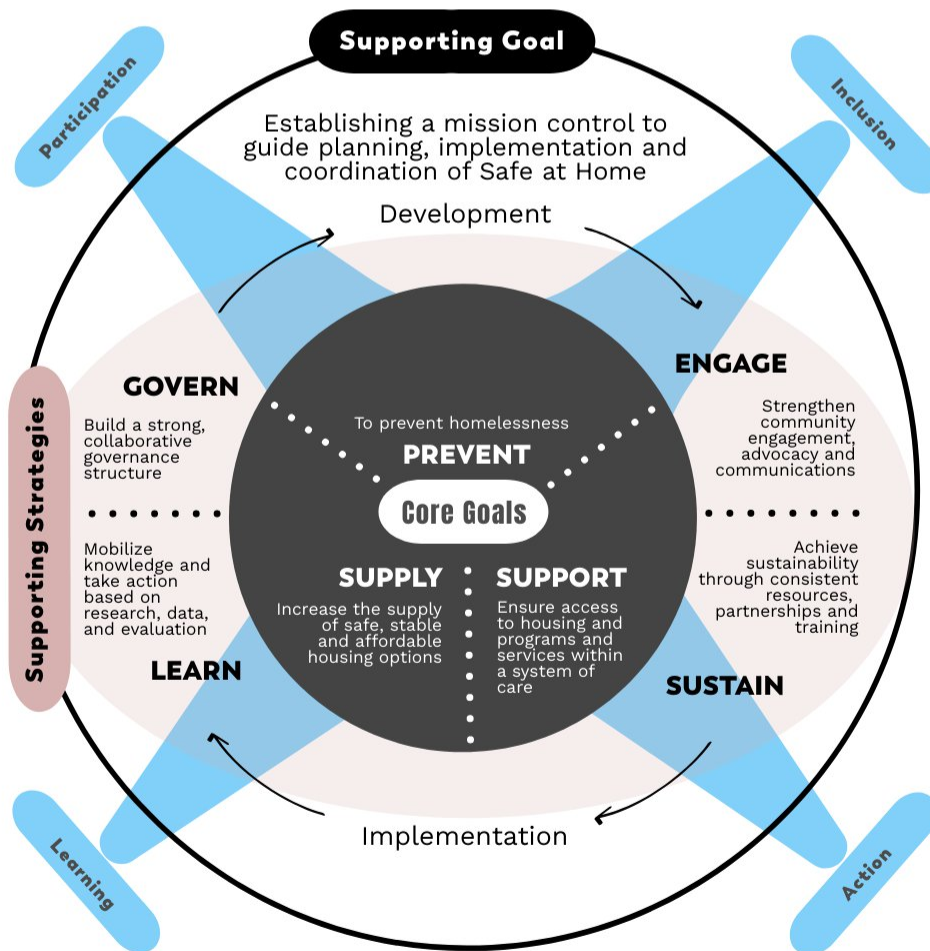 Supporting Goal
Participation
Inclusion
Establishing a mission control to
guide planning, implementation and
coordination of Safe at Home
Development
GOVERN
Build a strong,
collaborative
governance
structure
ENGAGE
Strengthen
community
engagement,
advocacy and
communications
To prevent homelessness
PREVENT
Core Goals
SUPPLY
Increase the supply
of safe, stable
and affordable
housing options
SUPPORT
Ensure access
to housing and
programs and
services within
a system of
care
Supporting Strategies
Mobilize
knowledge and
take action
based on
research, data,
and evaluation
LEARN
Achieve
sustainability
through consistent
resources,
partnerships and
training
SUSTAIN
Implementation
Learning
Action